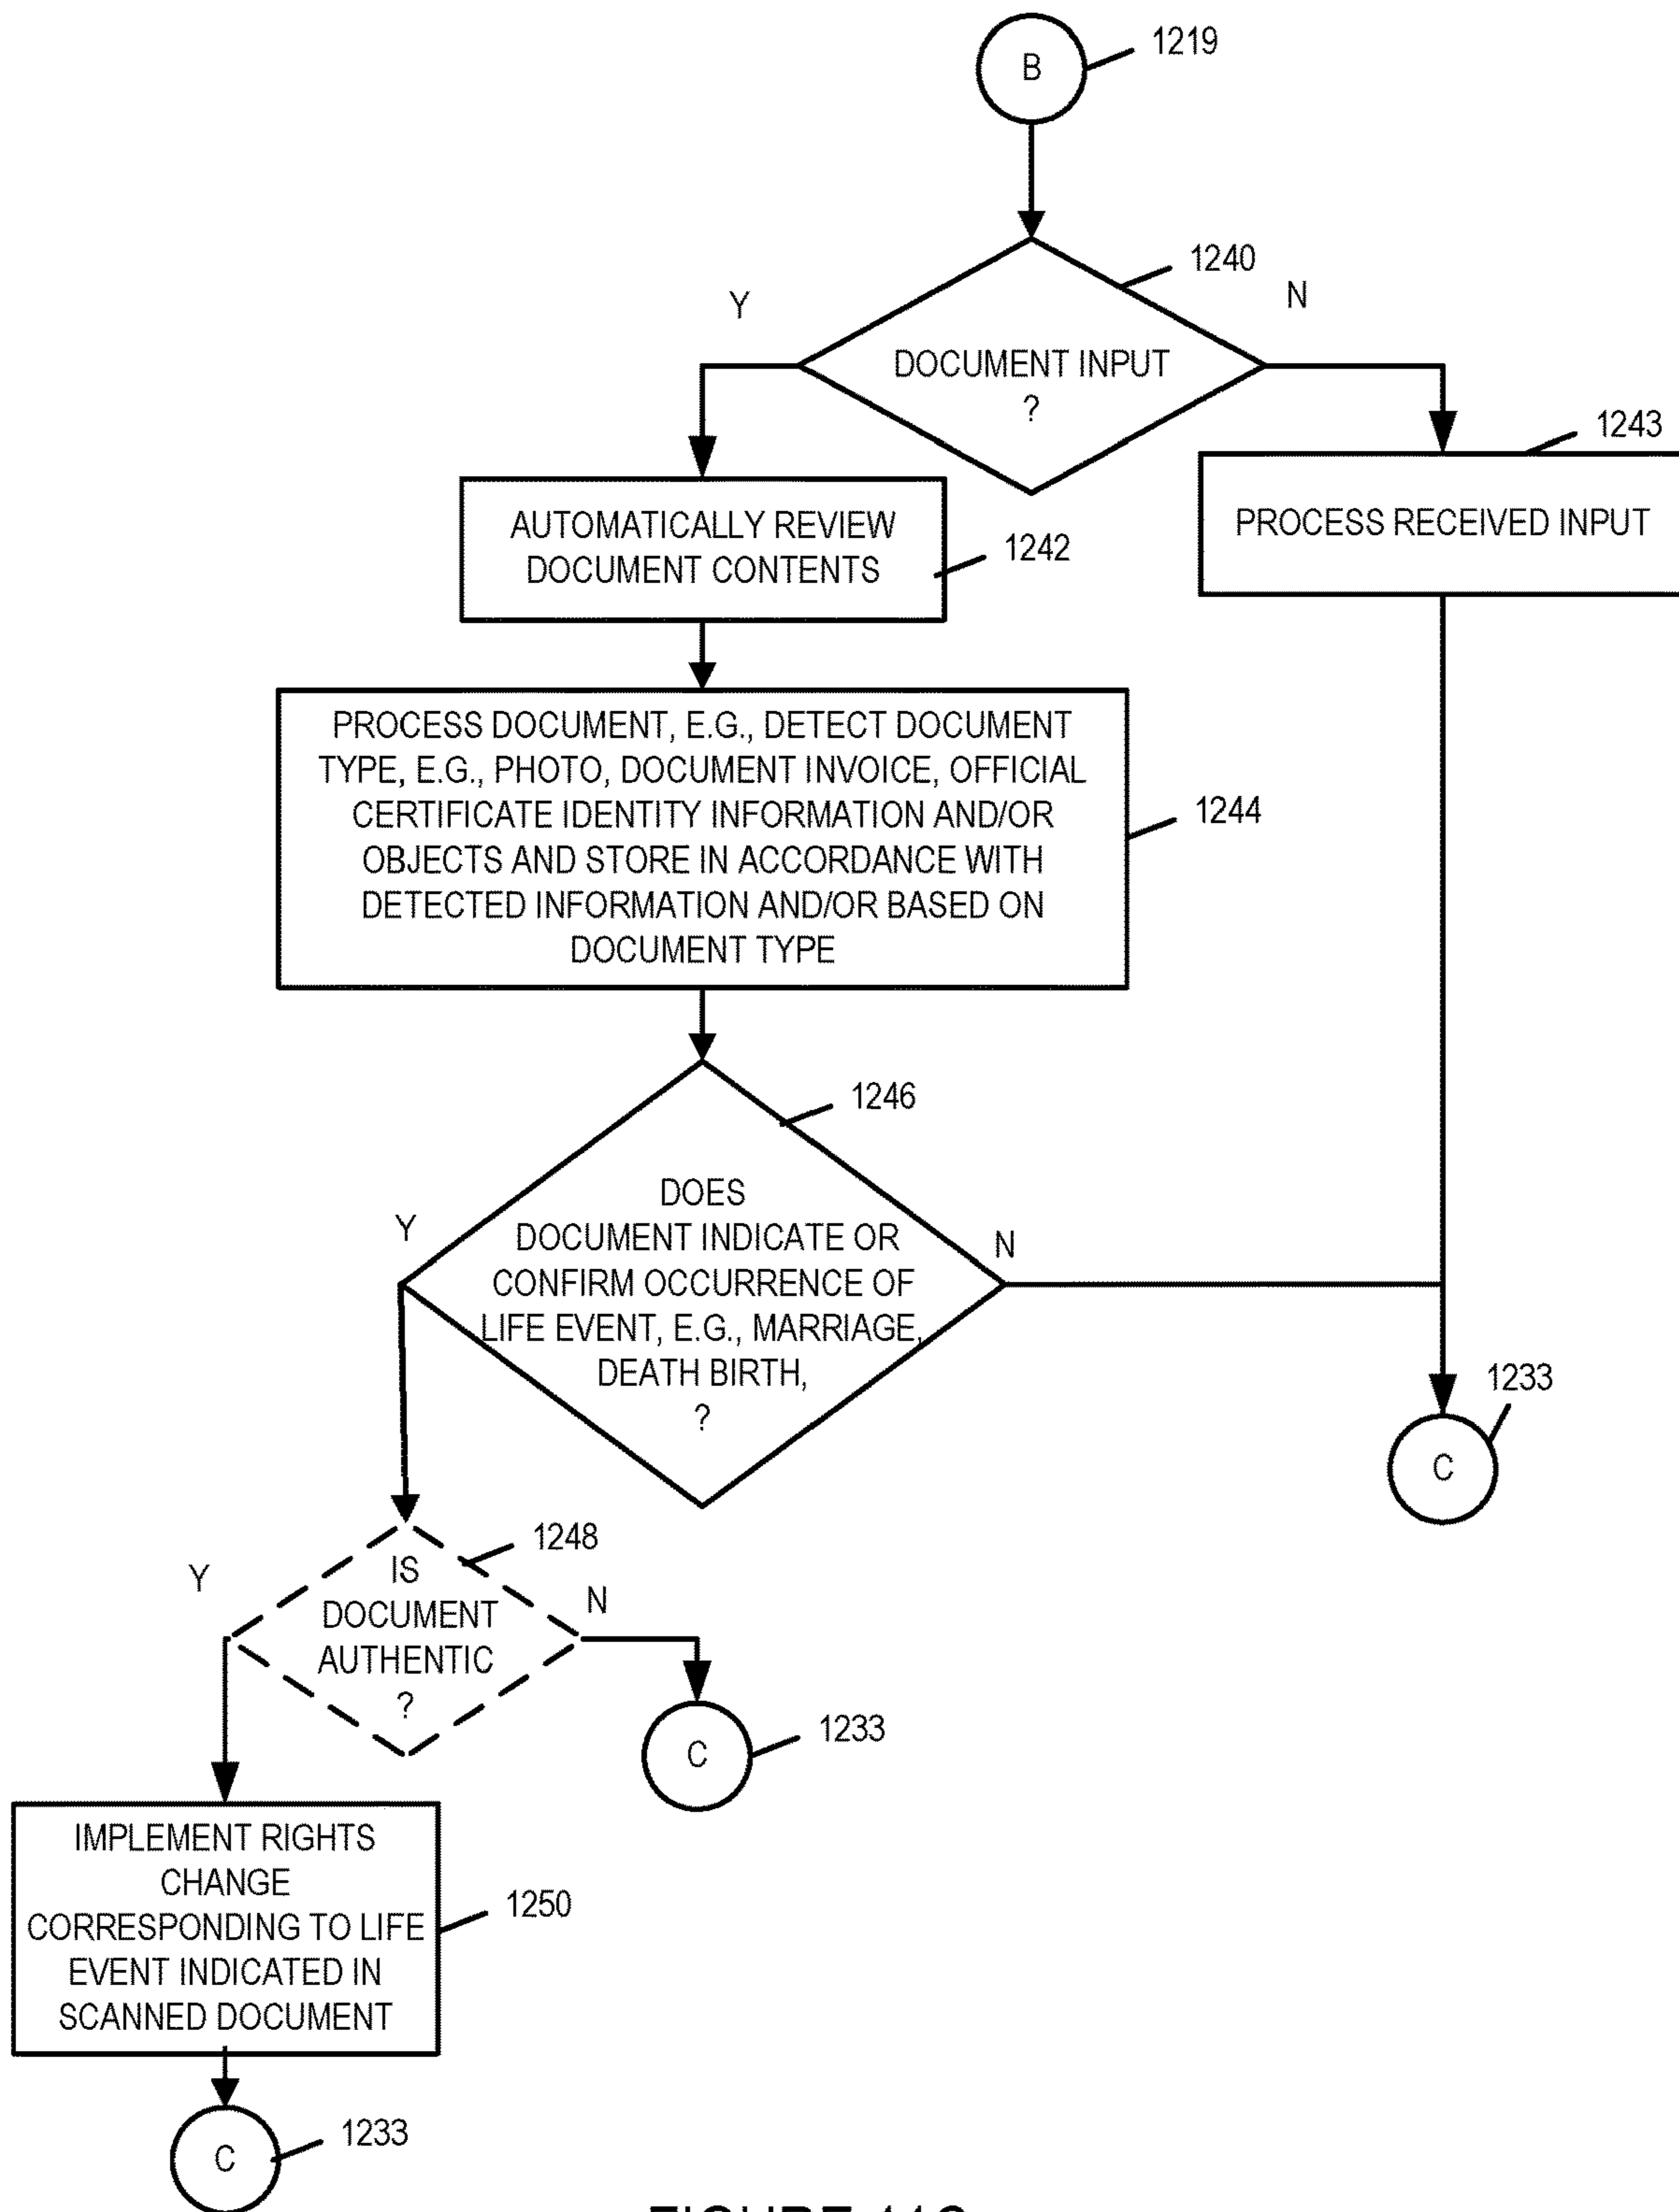 B
1219
1240
Y
N
DOCUMENT INPUT
?
1243
AUTOMATICALLY REVIEW
DOCUMENT CONTENTS
1242
PROCESS RECEIVED INPUT
PROCESS DOCUMENT, E.G., DETECT DOCUMENT
TYPE, E.G., PHOTO, DOCUMENT INVOICE, OFFICIAL
CERTIFICATE IDENTITY INFORMATION AND/OR
OBJECTS AND STORE IN ACCORDANCE WITH
DETECTED INFORMATION AND/OR BASED ON
DOCUMENT TYPE
1244
1246
Y
N
DOES
DOCUMENT INDICATE OR
CONFIRM OCCURRENCE OF
LIFE EVENT, E.G., MARRIAGE,
DEATH BIRTH,
?
1233
C
1248
Y
N
IS
DOCUMENT
AUTHENTIC
?
C
1233
IMPLEMENT RIGHTS
CHANGE
CORRESPONDING TO LIFE
EVENT INDICATED IN
SCANNED DOCUMENT
1250
C
1233